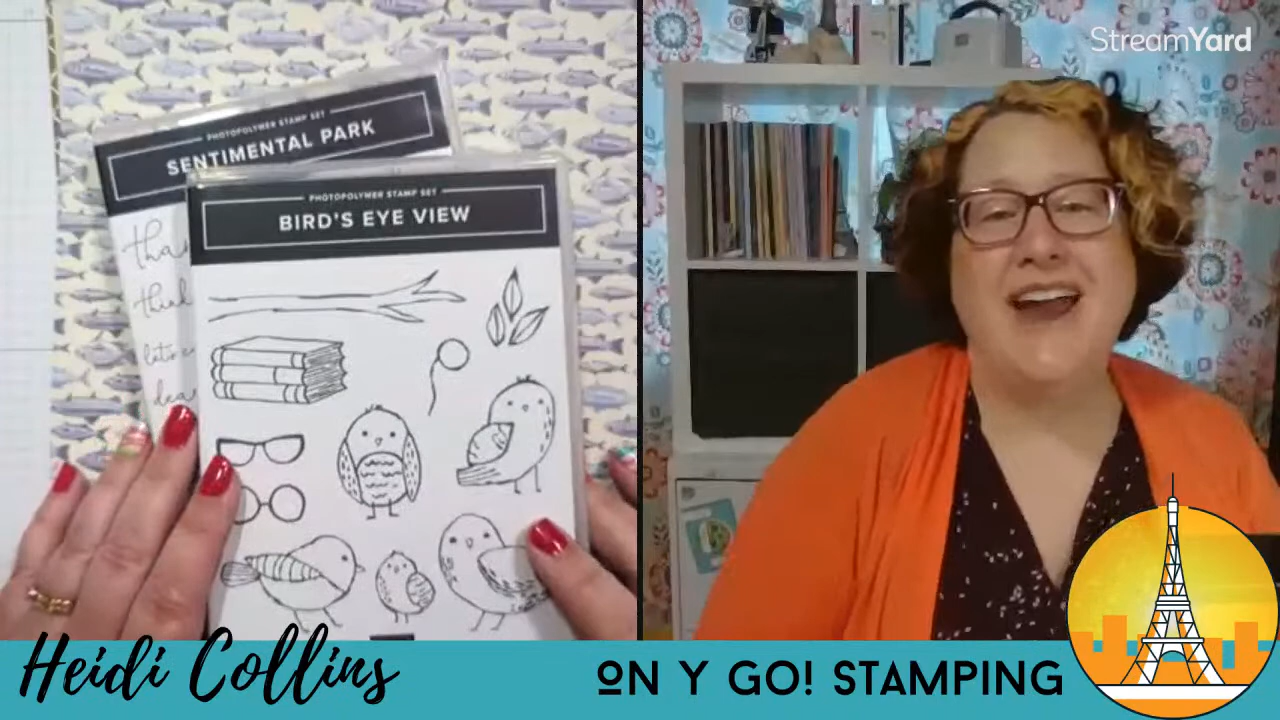 StreamYard
PHOTOPOLYMER STAMP SET
SENTIMENTAL PARK
PHOTOPOLYMER STAMP SET
BIRD'S EYE VIEW
Heidi Collins
ON Y GO! STAMPING